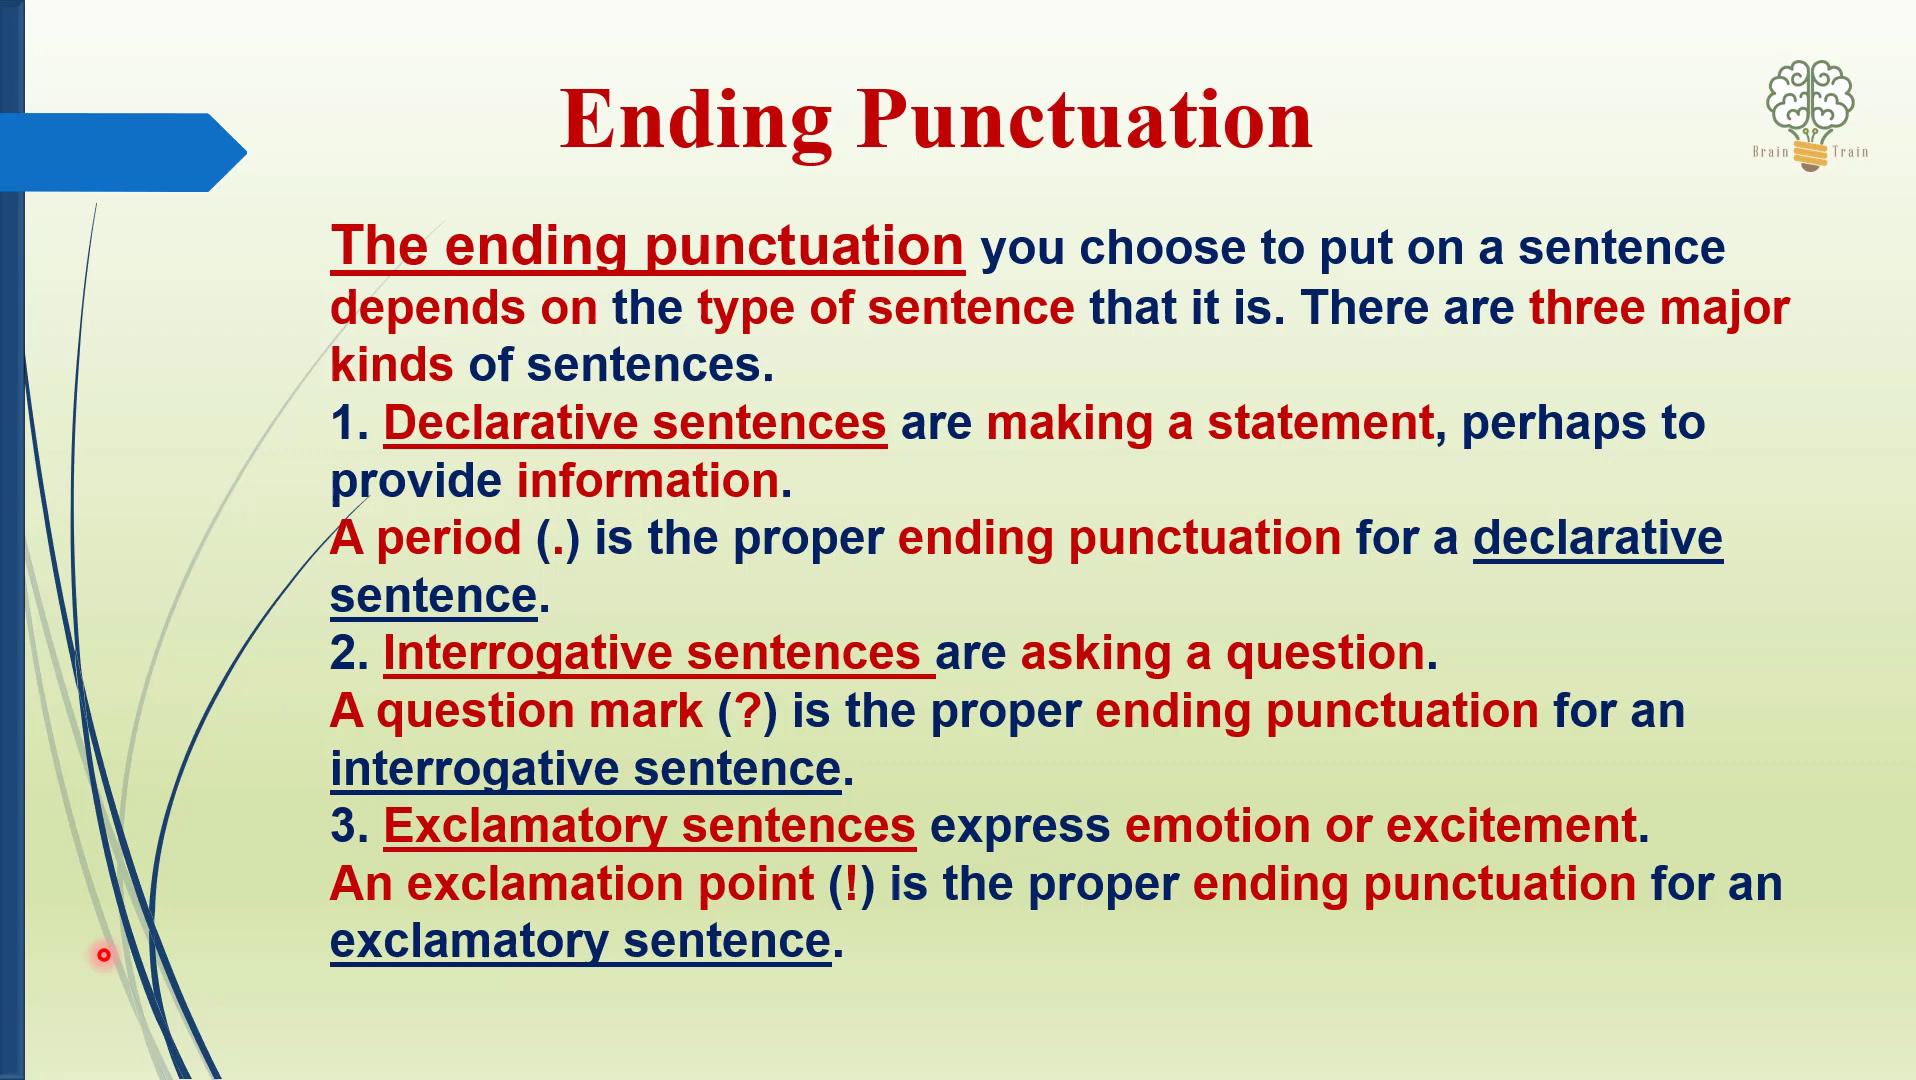 Ending Punctuation
Brain Train
The ending punctuation you choose to put on a sentence
depends on the type of sentence that it is. There are three major
kinds of sentences.
1. Declarative sentences are making a statement, perhaps to
provide information.
A period (.) is the proper ending punctuation for a declarative
sentence.
2. Interrogative sentences are asking a question.
A question mark (?) is the proper ending punctuation for an
interrogative sentence.
3. Exclamatory sentences express emotion or excitement.
An exclamation point (!) is the proper ending punctuation for an
exclamatory sentence.